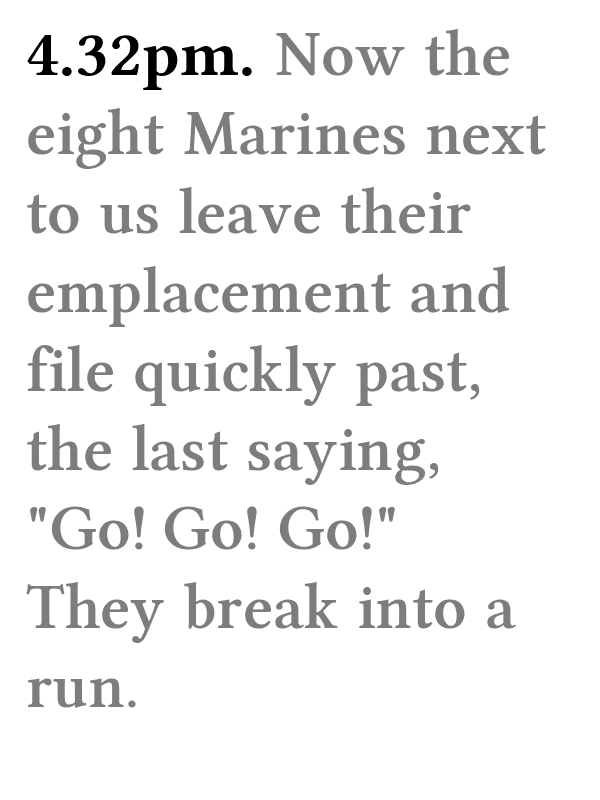 4.32pm. Now the
eight Marines next
to us leave their
emplacement and
file quickly past,
the last saying,
"Go! Go! Go!"
They break into a
run.